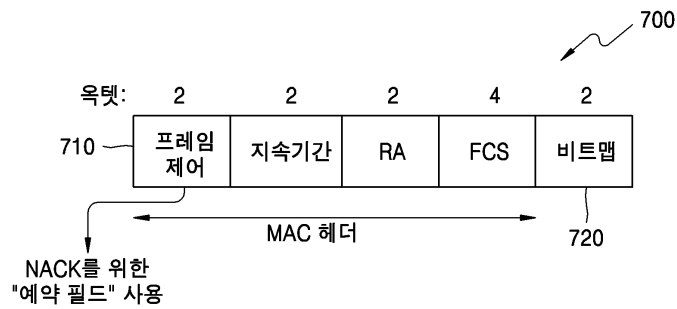 700
옥텟: 2 2 2 4 2
710 프레임 제어 지속기간 RA FCS 비트맵
MAC 헤더
720
NACK를 위한
"예약 필드" 사용